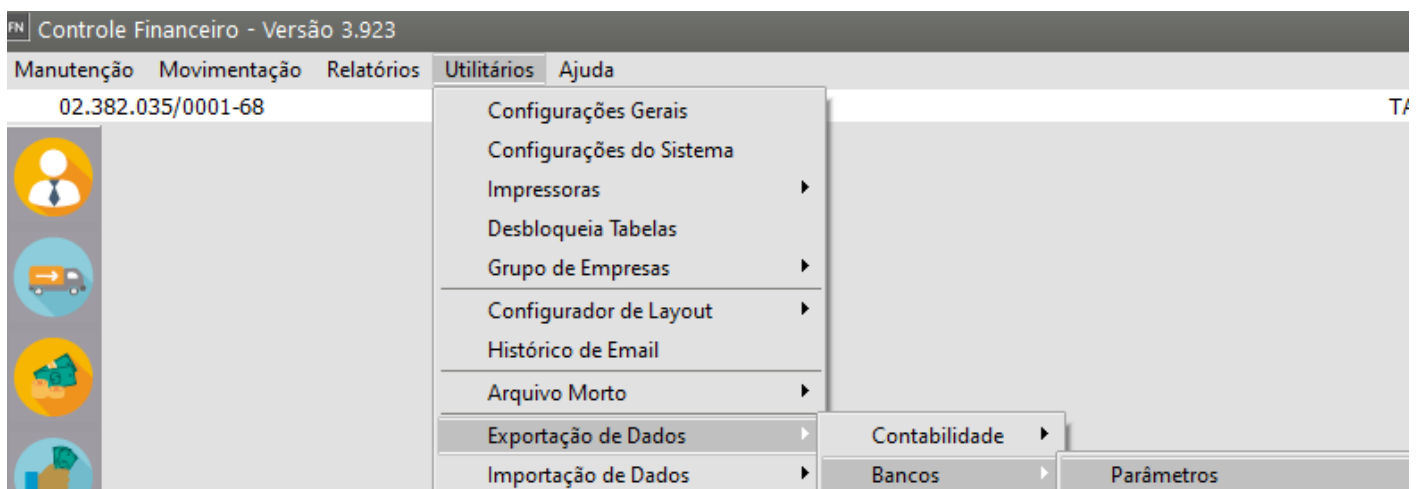 FN Controle Financeiro - Versão 3.923
Manutenção Movimentação Relatórios Utilitários Ajuda
02.382.035/0001-68 TA
Configurações Gerais
Configurações do Sistema
Impressoras
Desbloqueia Tabelas
Grupo de Empresas
Configurador de Layout
Histórico de Email
Arquivo Morto
Exportação de Dados Contabilidade
Importação de Dados Bancos Parâmetros